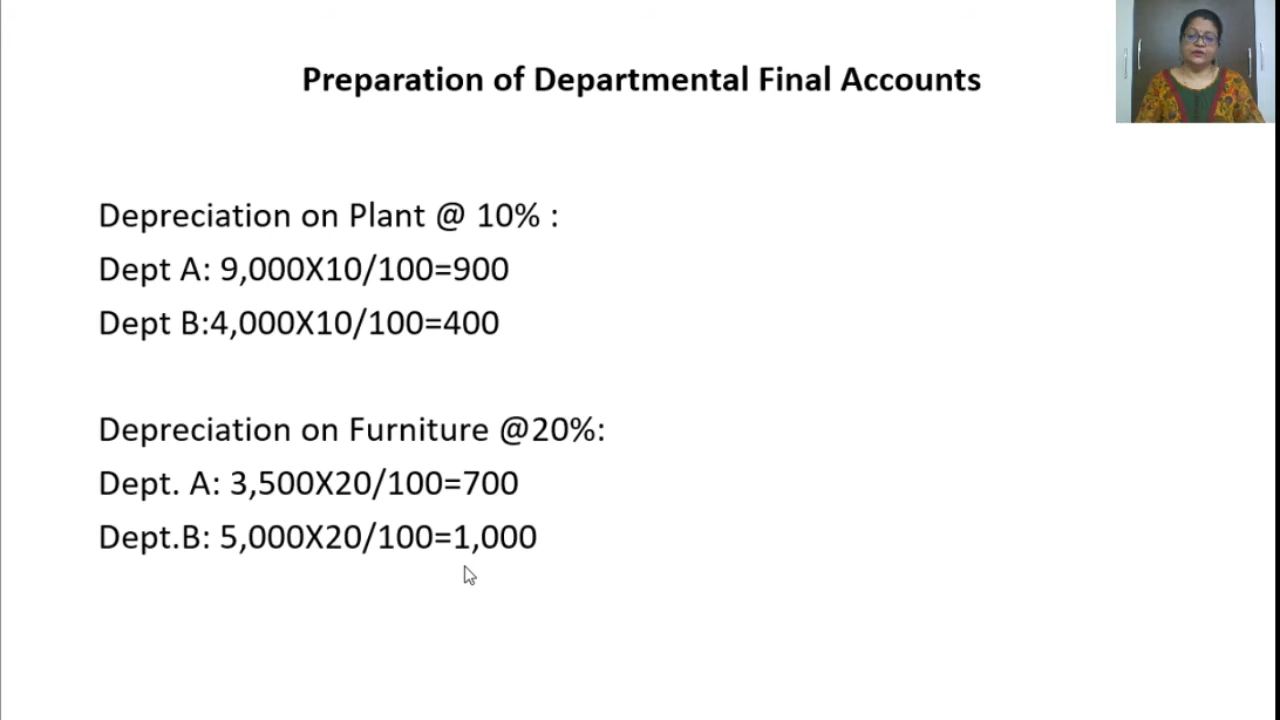 Preparation of Departmental Final Accounts
Depreciation on Plant @ 10% :
Dept A: 9,000X10/100=900
Dept B:4,000X10/100=400
Depreciation on Furniture @20%:
Dept. A: 3,500X20/100=700
Dept.B: 5,000X20/100=1,000